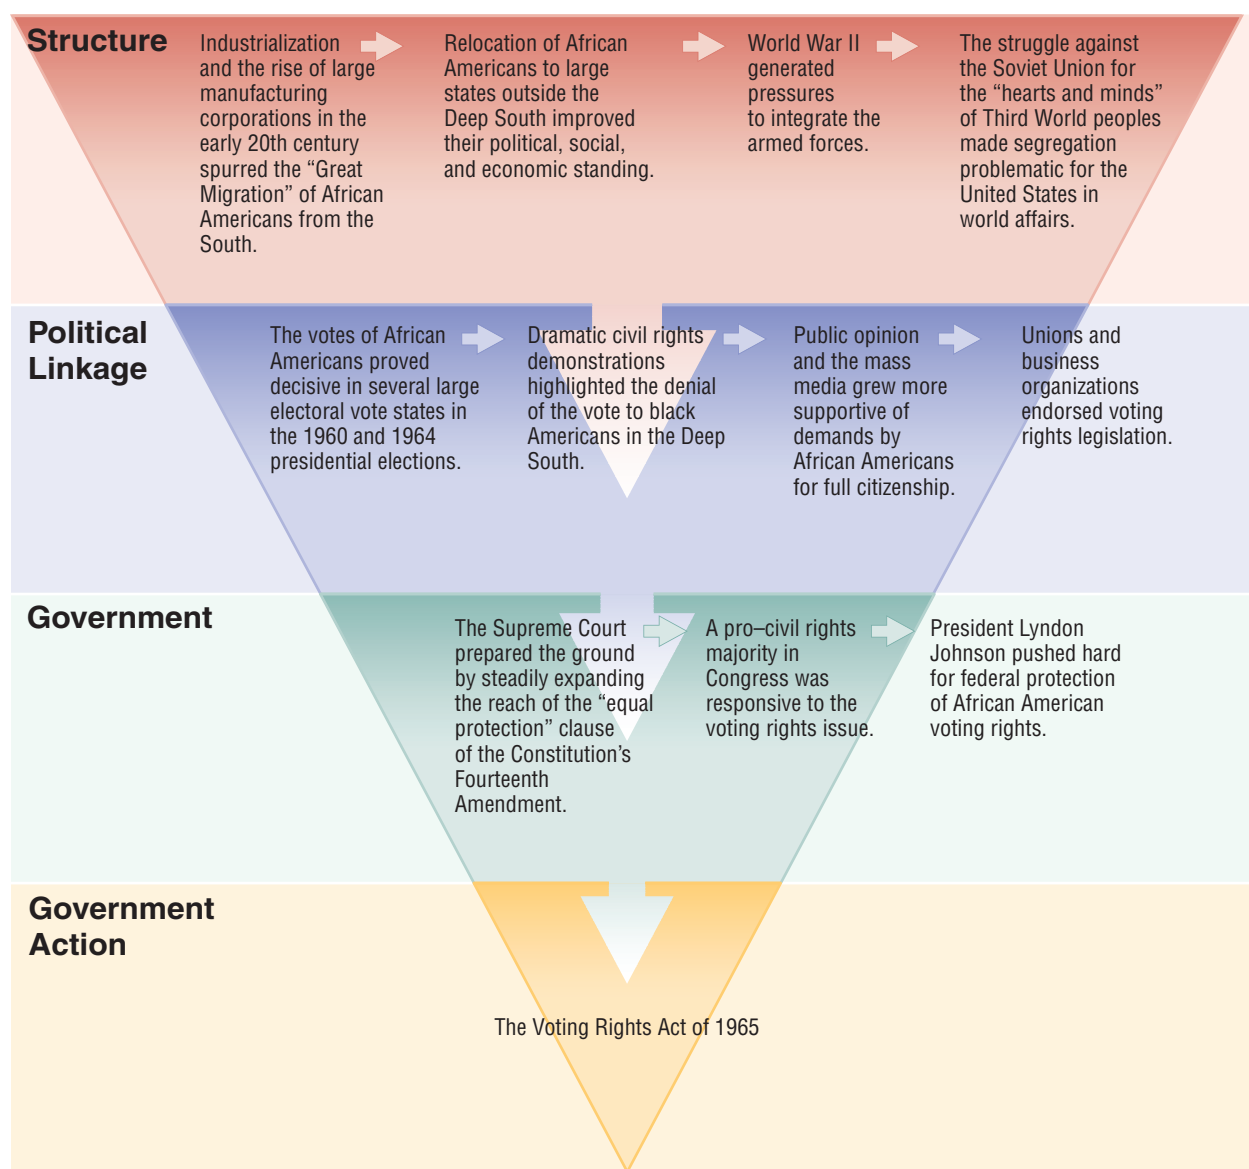 Structure
Industrialization
and the rise of large
manufacturing
corporations in the
early 20th century
spurred the “Great
Migration” of African
Americans from the
South.
Relocation of African
Americans to large
states outside the
Deep South improved
their political, social,
and economic standing.
World War II
generated
pressures
to integrate the
armed forces.
The struggle against
the Soviet Union for
the “hearts and minds”
of Third World peoples
made segregation
problematic for the
United States in
world affairs.
Political
Linkage
The votes of African
Americans proved
decisive in several large
electoral vote states in
the 1960 and 1964
presidential elections.
Dramatic civil rights
demonstrations
highlighted the denial
of the vote to black
Americans in the Deep
South.
Public opinion
and the mass
media grew more
supportive of
demands by
African Americans
for full citizenship.
Unions and
business
organizations
endorsed voting
rights legislation.
Government
The Supreme Court
prepared the ground
by steadily expanding
the reach of the “equal
protection” clause
of the Constitution’s
Fourteenth
Amendment.
A pro–civil rights
majority in
Congress was
responsive to the
voting rights issue.
President Lyndon
Johnson pushed hard
for federal protection
of African American
voting rights.
Government
Action
The Voting Rights Act of 1965